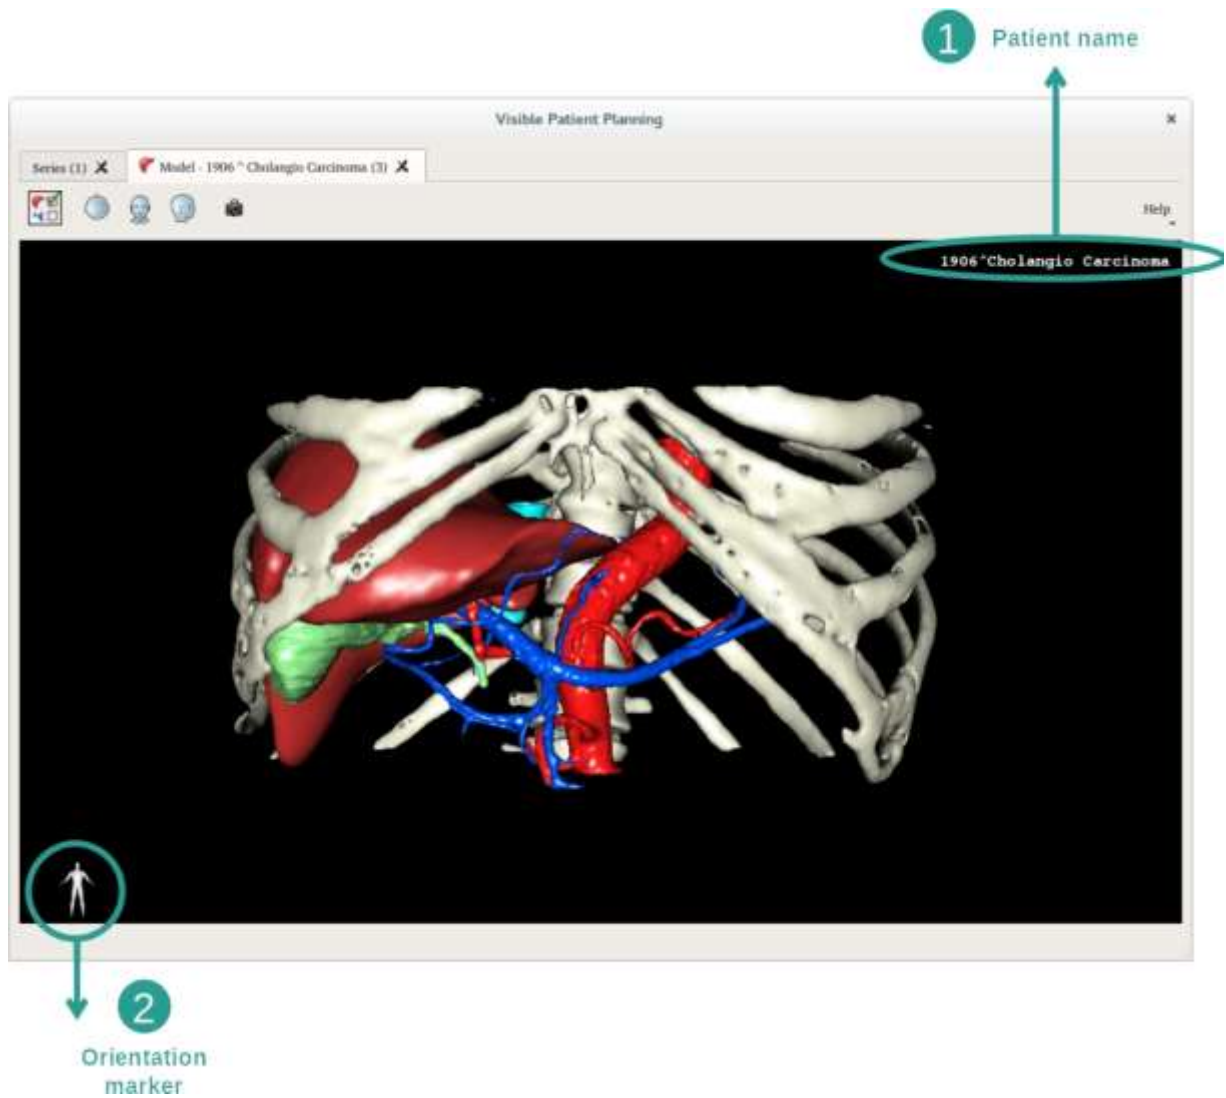 1 Patient name
Visible Patient Planning
Series (1) Model - 1906 ^ Cholangio Carcinoma (3)
Help
1906^Cholangio Carcinoma
2
Orientation
marker